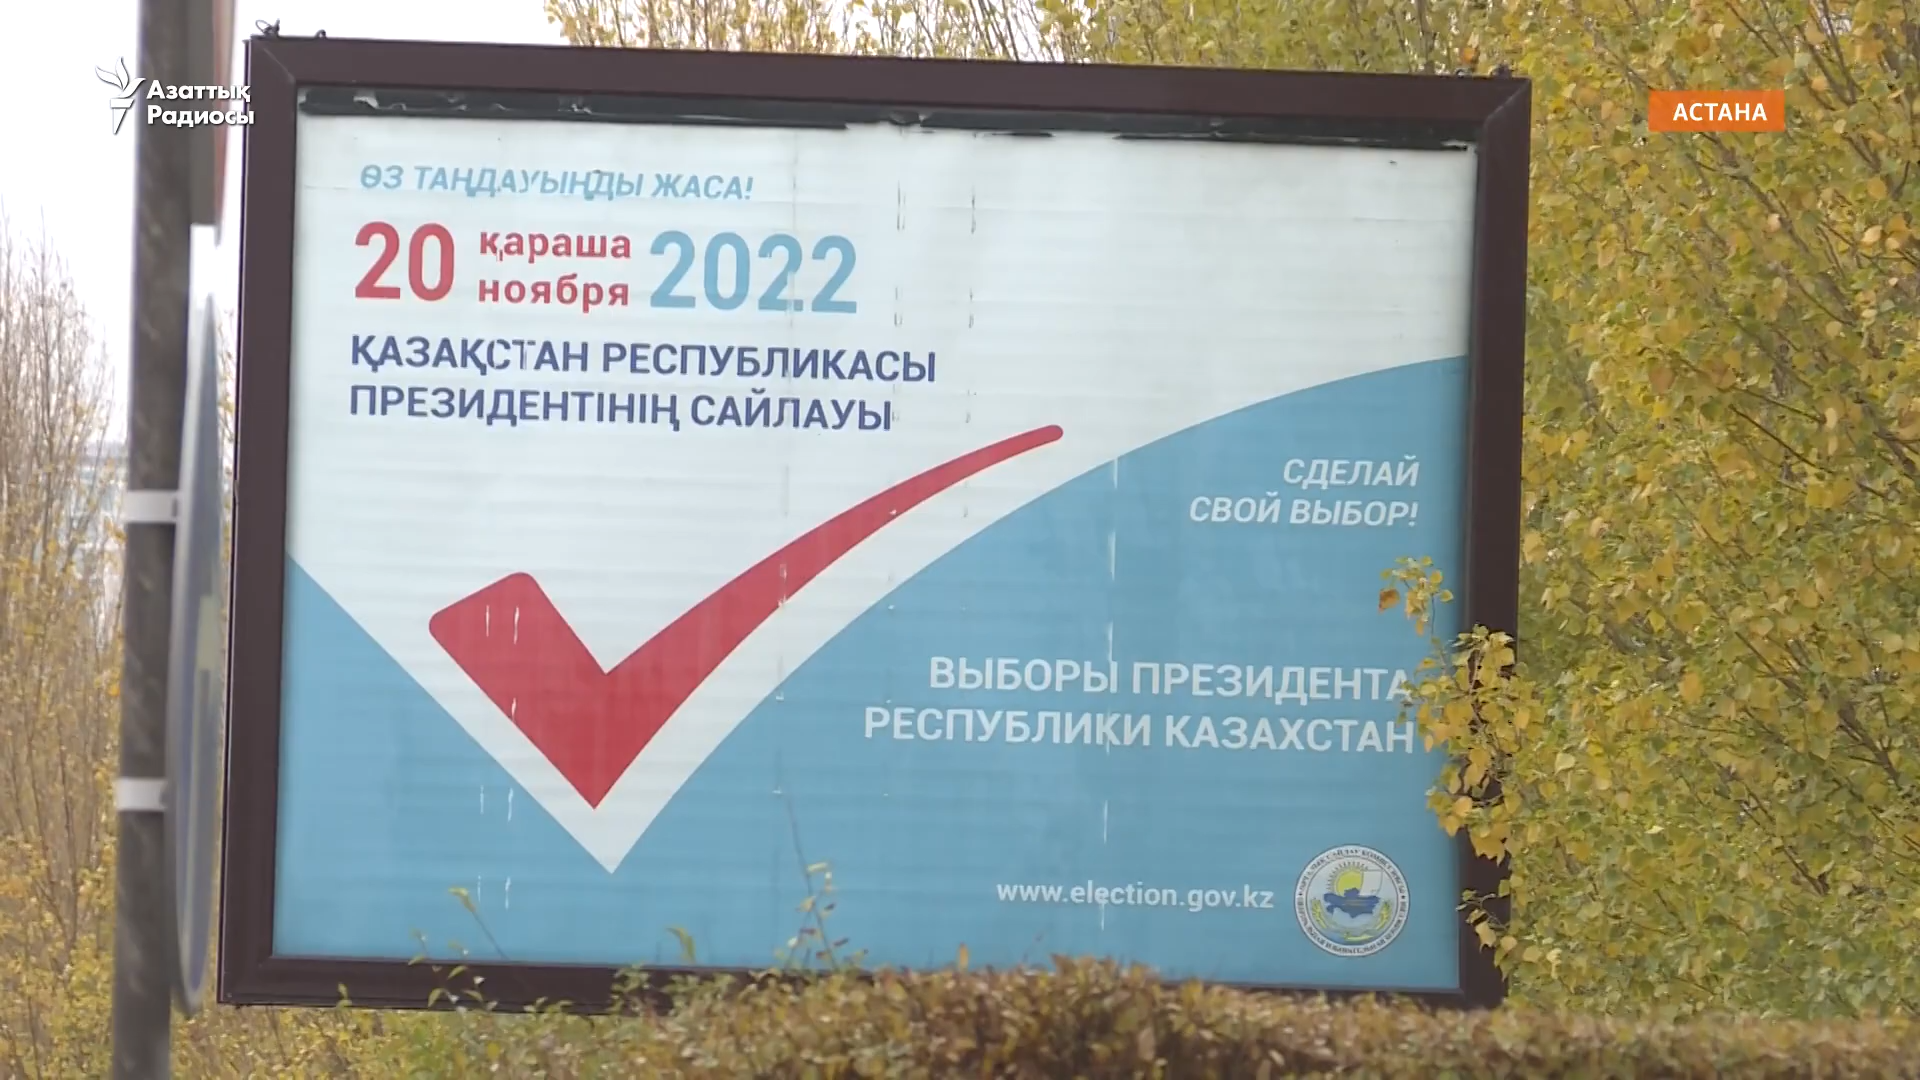 Азаттық
Радиосы
АСТАНА
ӨЗ ТАҢДАУЫҢДЫ ЖАСА!
20 қараша
ноября 2022
ҚАЗАҚСТАН РЕСПУБЛИКАСЫ
ПРЕЗИДЕНТІНІҢ САЙЛАУЫ
СДЕЛАЙ
СВОЙ ВЫБОР!
ВЫБОРЫ ПРЕЗИДЕНТА
РЕСПУБЛИКИ КАЗАХСТАН
www.election.gov.kz